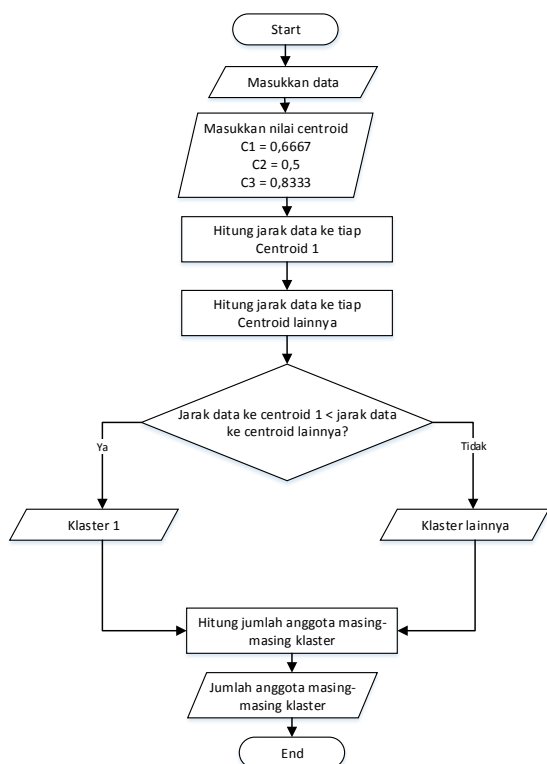 Start
Masukkan data
Masukkan nilai centroid
C1 = 0,6667
C2 = 0,5
C3 = 0,8333
Hitung jarak data ke tiap
Centroid 1
Hitung jarak data ke tiap
Centroid lainnya
Jarak data ke centroid 1 < jarak data
ke centroid lainnya?
Ya
Tidak
Klaster 1
Klaster lainnya
Hitung jumlah anggota masing-
masing klaster
Jumlah anggota masing-
masing klaster
End